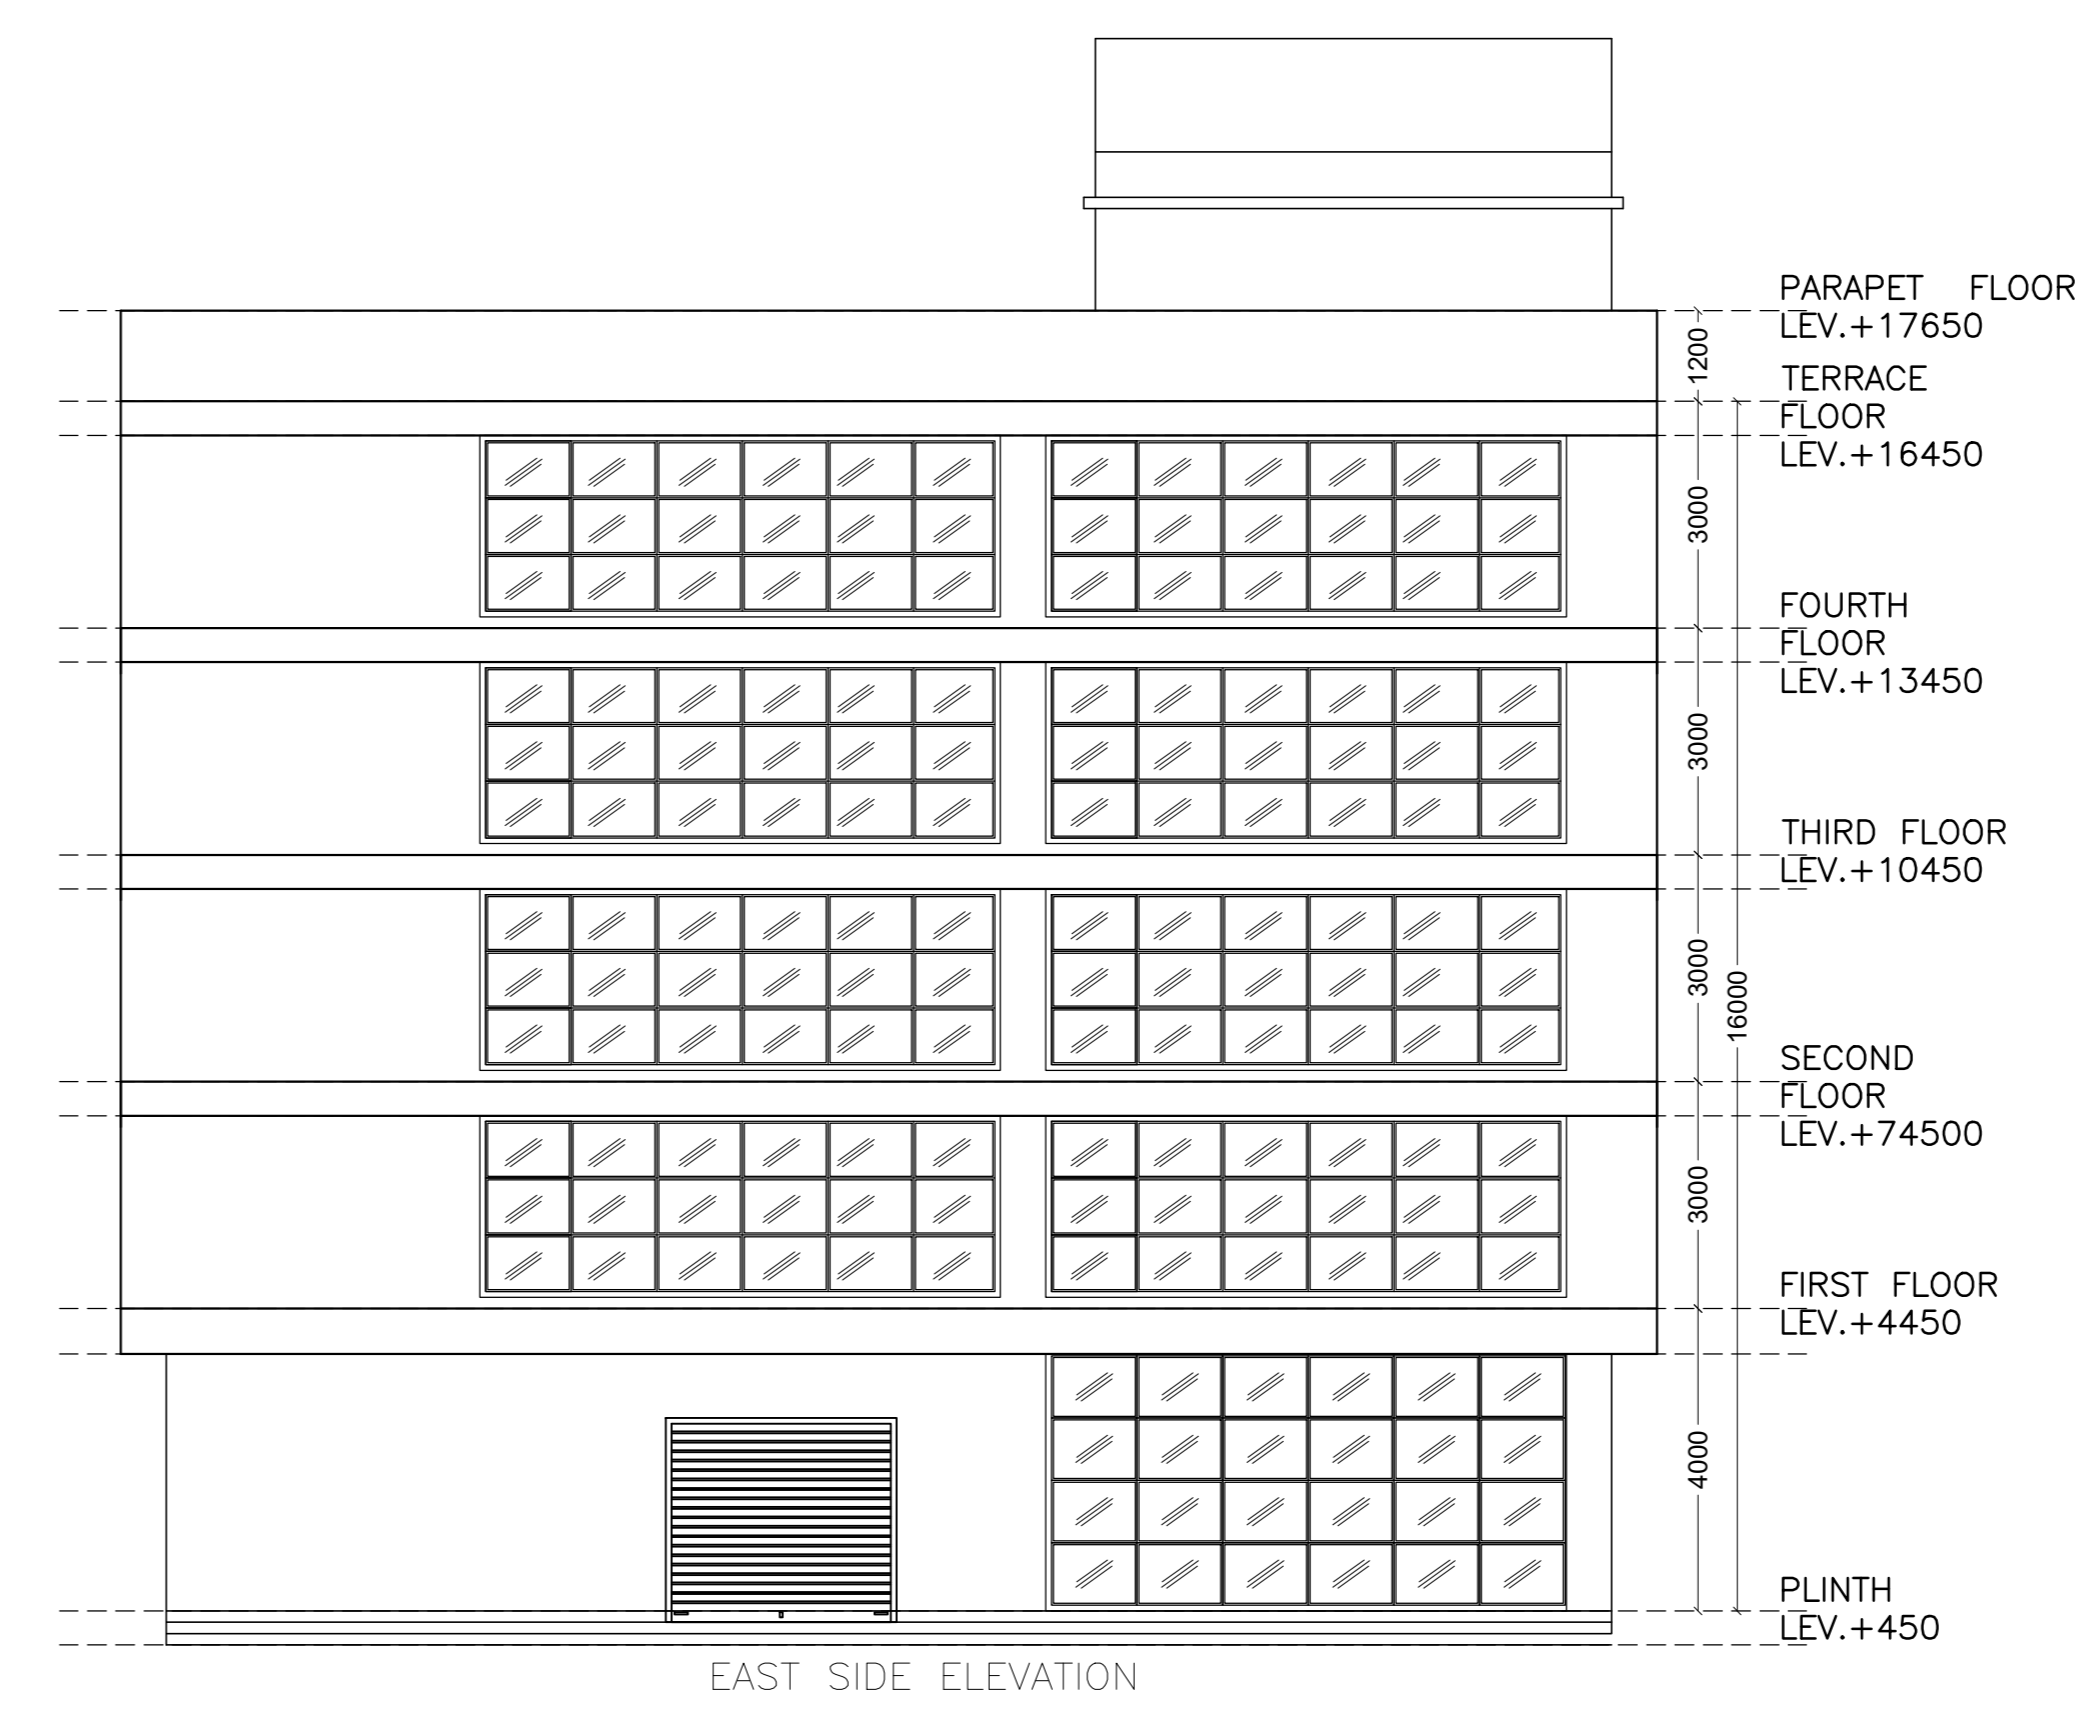 PARAPET FLOOR
LEV.+17650
1200
TERRACE
FLOOR
LEV.+16450
3000
FOURTH
FLOOR
LEV.+13450
3000
THIRD FLOOR
LEV.+10450
3000
16000
SECOND
FLOOR
LEV.+74500
3000
FIRST FLOOR
LEV.+4450
4000
PLINTH
LEV.+450
EAST SIDE ELEVATION